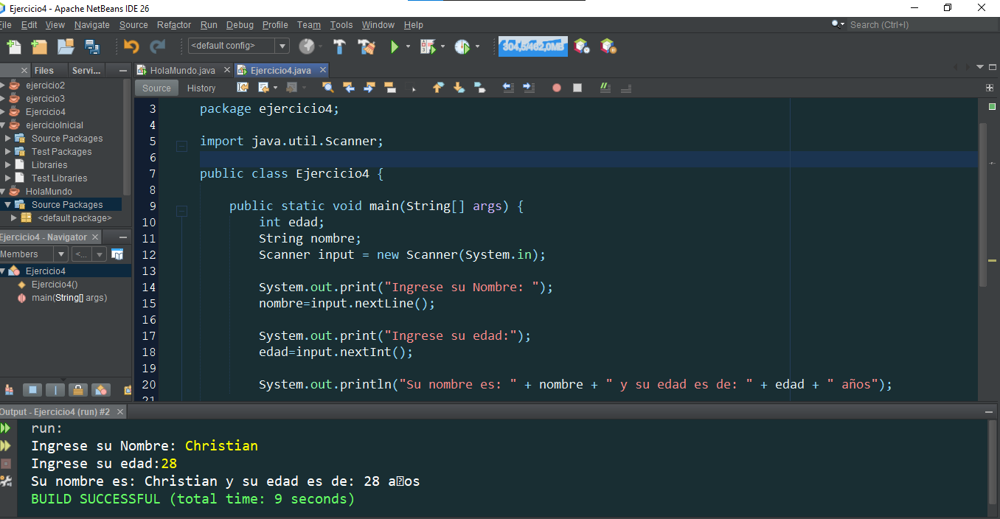 Ejercicio4 - Apache NetBeans IDE 26
File Edit View Navigate Source Refactor Run Debug Profile Team Tools Window Help
Search (Ctrl+I)
<default config>
304,5/462,0MB
Files Servi...
HolaMundo.java Ejercicio4.java
ejercicio2
ejercicio3
Ejercicio4
ejercicioInicial
Source Packages
Test Packages
Libraries
Test Libraries
HolaMundo
Source Packages
<default package>
Ejercicio4 - Navigator
Members <...
Ejercicio4
Ejercicio4()
main(String[] args)
Source History
3 package ejercicio4;
4
5 import java.util.Scanner;
6
7 public class Ejercicio4 {
8
9 public static void main(String[] args) {
10 int edad;
11 String nombre;
12 Scanner input = new Scanner(System.in);
13
14 System.out.print("Ingrese su Nombre: ");
15 nombre=input.nextLine();
16
17 System.out.print("Ingrese su edad:");
18 edad=input.nextInt();
19
20 System.out.println("Su nombre es: " + nombre + " y su edad es de: " + edad + " años");
21
Output - Ejercicio4 (run) #2
run:
Ingrese su Nombre: Christian
Ingrese su edad:28
Su nombre es: Christian y su edad es de: 28 a�os
BUILD SUCCESSFUL (total time: 9 seconds)